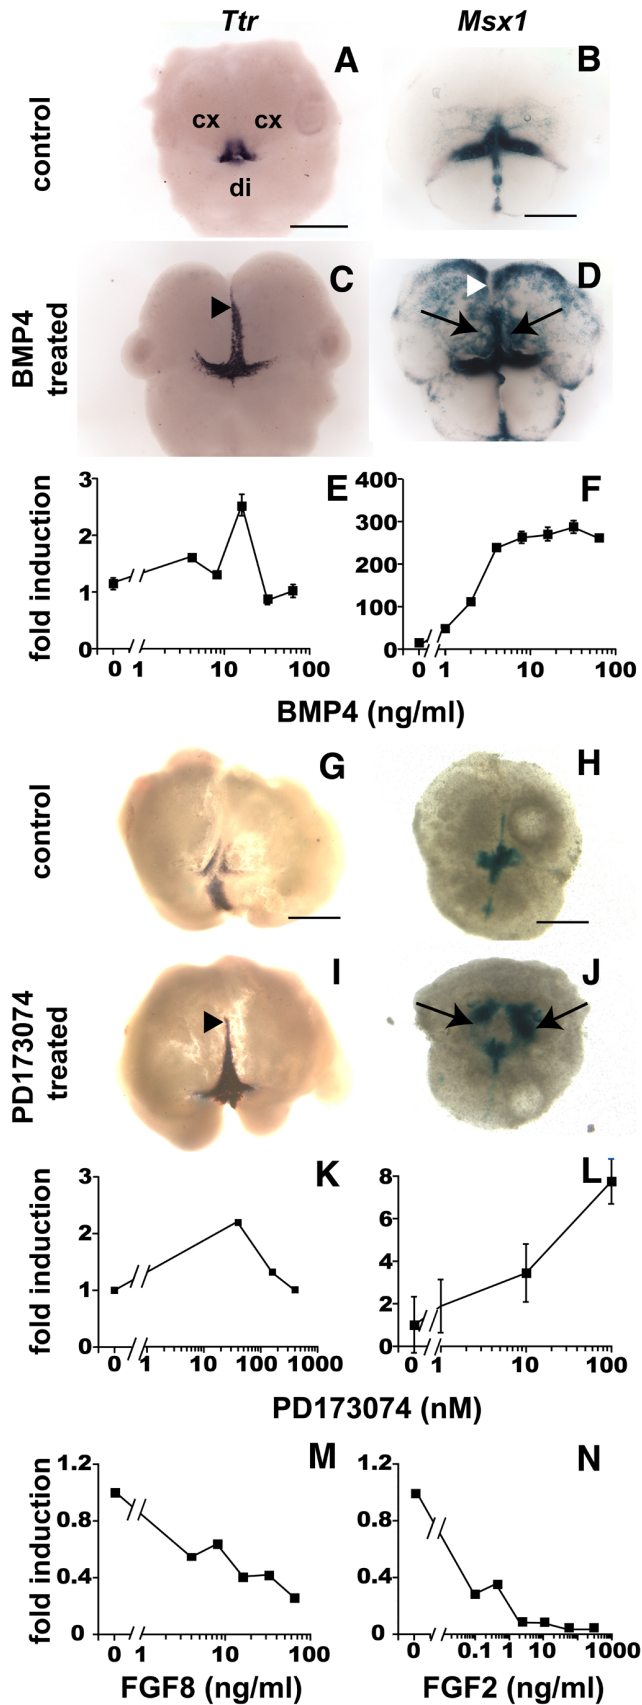 Ttr Msx1
control
A
cx cx
di
B
BMP4 treated
C
D
fold induction
3
2
1
0
0 1 10 100
E
400
300
200
100
0
0 1 10 100
F
BMP4 (ng/ml)
control
G
H
PD173074 treated
I
J
fold induction
3
2
1
0
0 1 10 100 1000
K
8
6
4
2
0
0 1 10 100
L
PD173074 (nM)
fold induction
1.2
0.8
0.4
0
0 1 10 100
M
FGF8 (ng/ml)
1.2
0.8
0.4
0
0 0.1 1 10 1000
N
FGF2 (ng/ml)